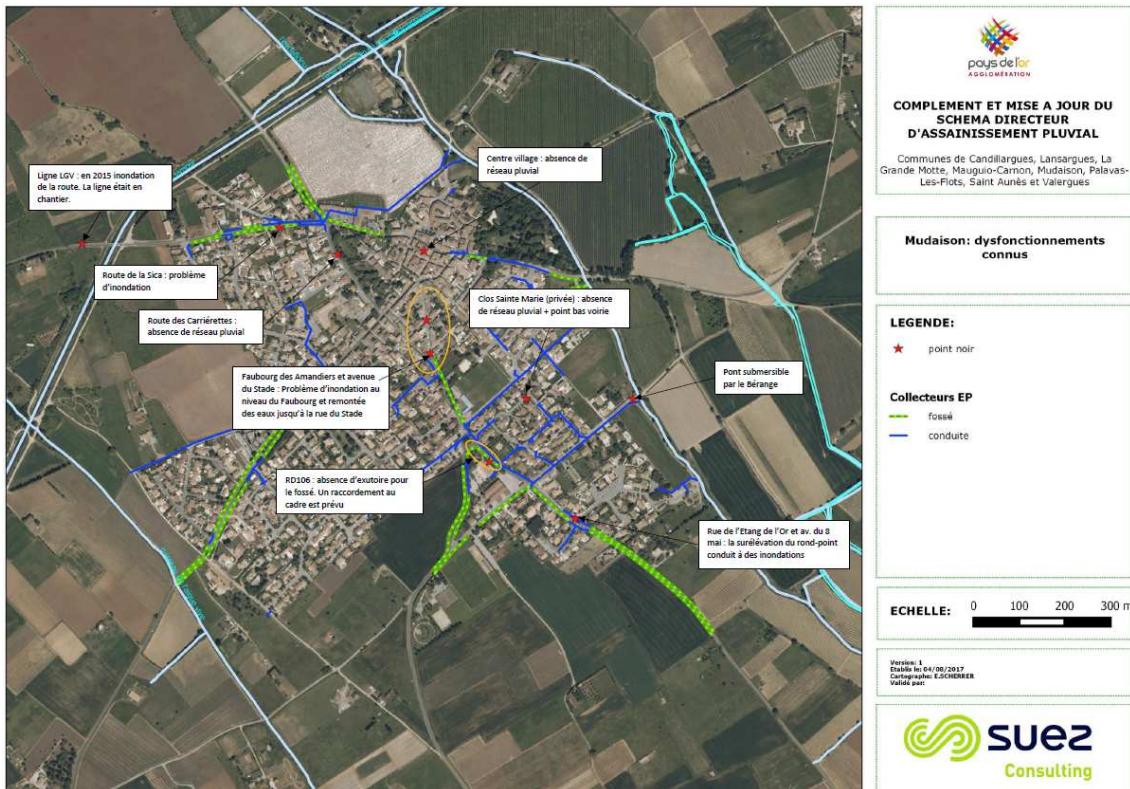 Ligne LGV : en 2015 inondation
de la route. La ligne était en
chantier.
Centre village : absence de
réseau pluvial
Route de la Sica : problème
d'inondation
Route des Carriérettes :
absence de réseau pluvial
Clos Sainte Marie (privée) : absence
de réseau pluvial + point bas voirie
Faubourg des Amandiers et avenue
du Stade : Problème d'inondation au
niveau du Faubourg et remontée
des eaux jusqu'à la rue du Stade
Pont submersible
par le Bérange
RD106 : absence d'exutoire pour
le fossé. Un raccordement au
cadre est prévu
Rue de l'Etang de l'Or et av. du 8
mai : la surélévation du rond-point
conduit à des inondations
pays de l'or
AGGLOMÉRATION
COMPLEMENT ET MISE A JOUR DU
SCHEMA DIRECTEUR
D'ASSAINISSEMENT PLUVIAL
Communes de Candillargues, Lansargues, La
Grande Motte, Mauguio-Carnon, Mudaison, Palavas-
Les-Flots, Saint Aunès et Valergues
Mudaison: dysfonctionnements
connus
LEGENDE:
point noir
Collecteurs EP
fossé
conduite
ECHELLE:
0 100 200 300 m
Version: 1
Etablis le: 04/08/2017
Cartographe: E.SCHERRER
Validé par:
suez
Consulting